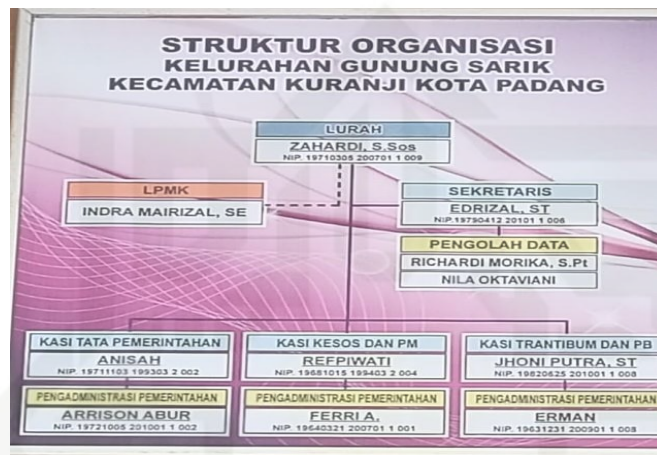 STRUKTUR ORGANISASI
KELURAHAN GUNUNG SARIK
KECAMATAN KURANJI KOTA PADANG
LURAH
ZAHARDI, S.Sos
NIP. 19710305 200701 1 009
LPMK
INDRA MAIRIZAL, SE
SEKRETARIS
EDRIZAL, ST
NIP.19790412 20101 1 006
PENGOLAH DATA
RICHARDI MORIKA, S.Pt
NILA OKTAVIANI
KASI TATA PEMERINTAHAN
ANISAH
NIP. 19711103 199303 2 002
PENGADMINISTRASI PEMERINTAHAN
ARRISON ABUR
NIP. 19721005 201001 1 002
KASI KESOS DAN PM
REFPIWATI
NIP. 19681015 199403 2 004
PENGADMINISTRASI PEMERINTAHAN
FERRI A,
NIP. 19640321 200701 1 001
KASI TRANTIBUM DAN PB
JHONI PUTRA, ST
NIP. 19820625 201001 1 008
PENGADMINISTRASI PEMERINTAHAN
ERMAN
NIP. 19631231 200901 1 008